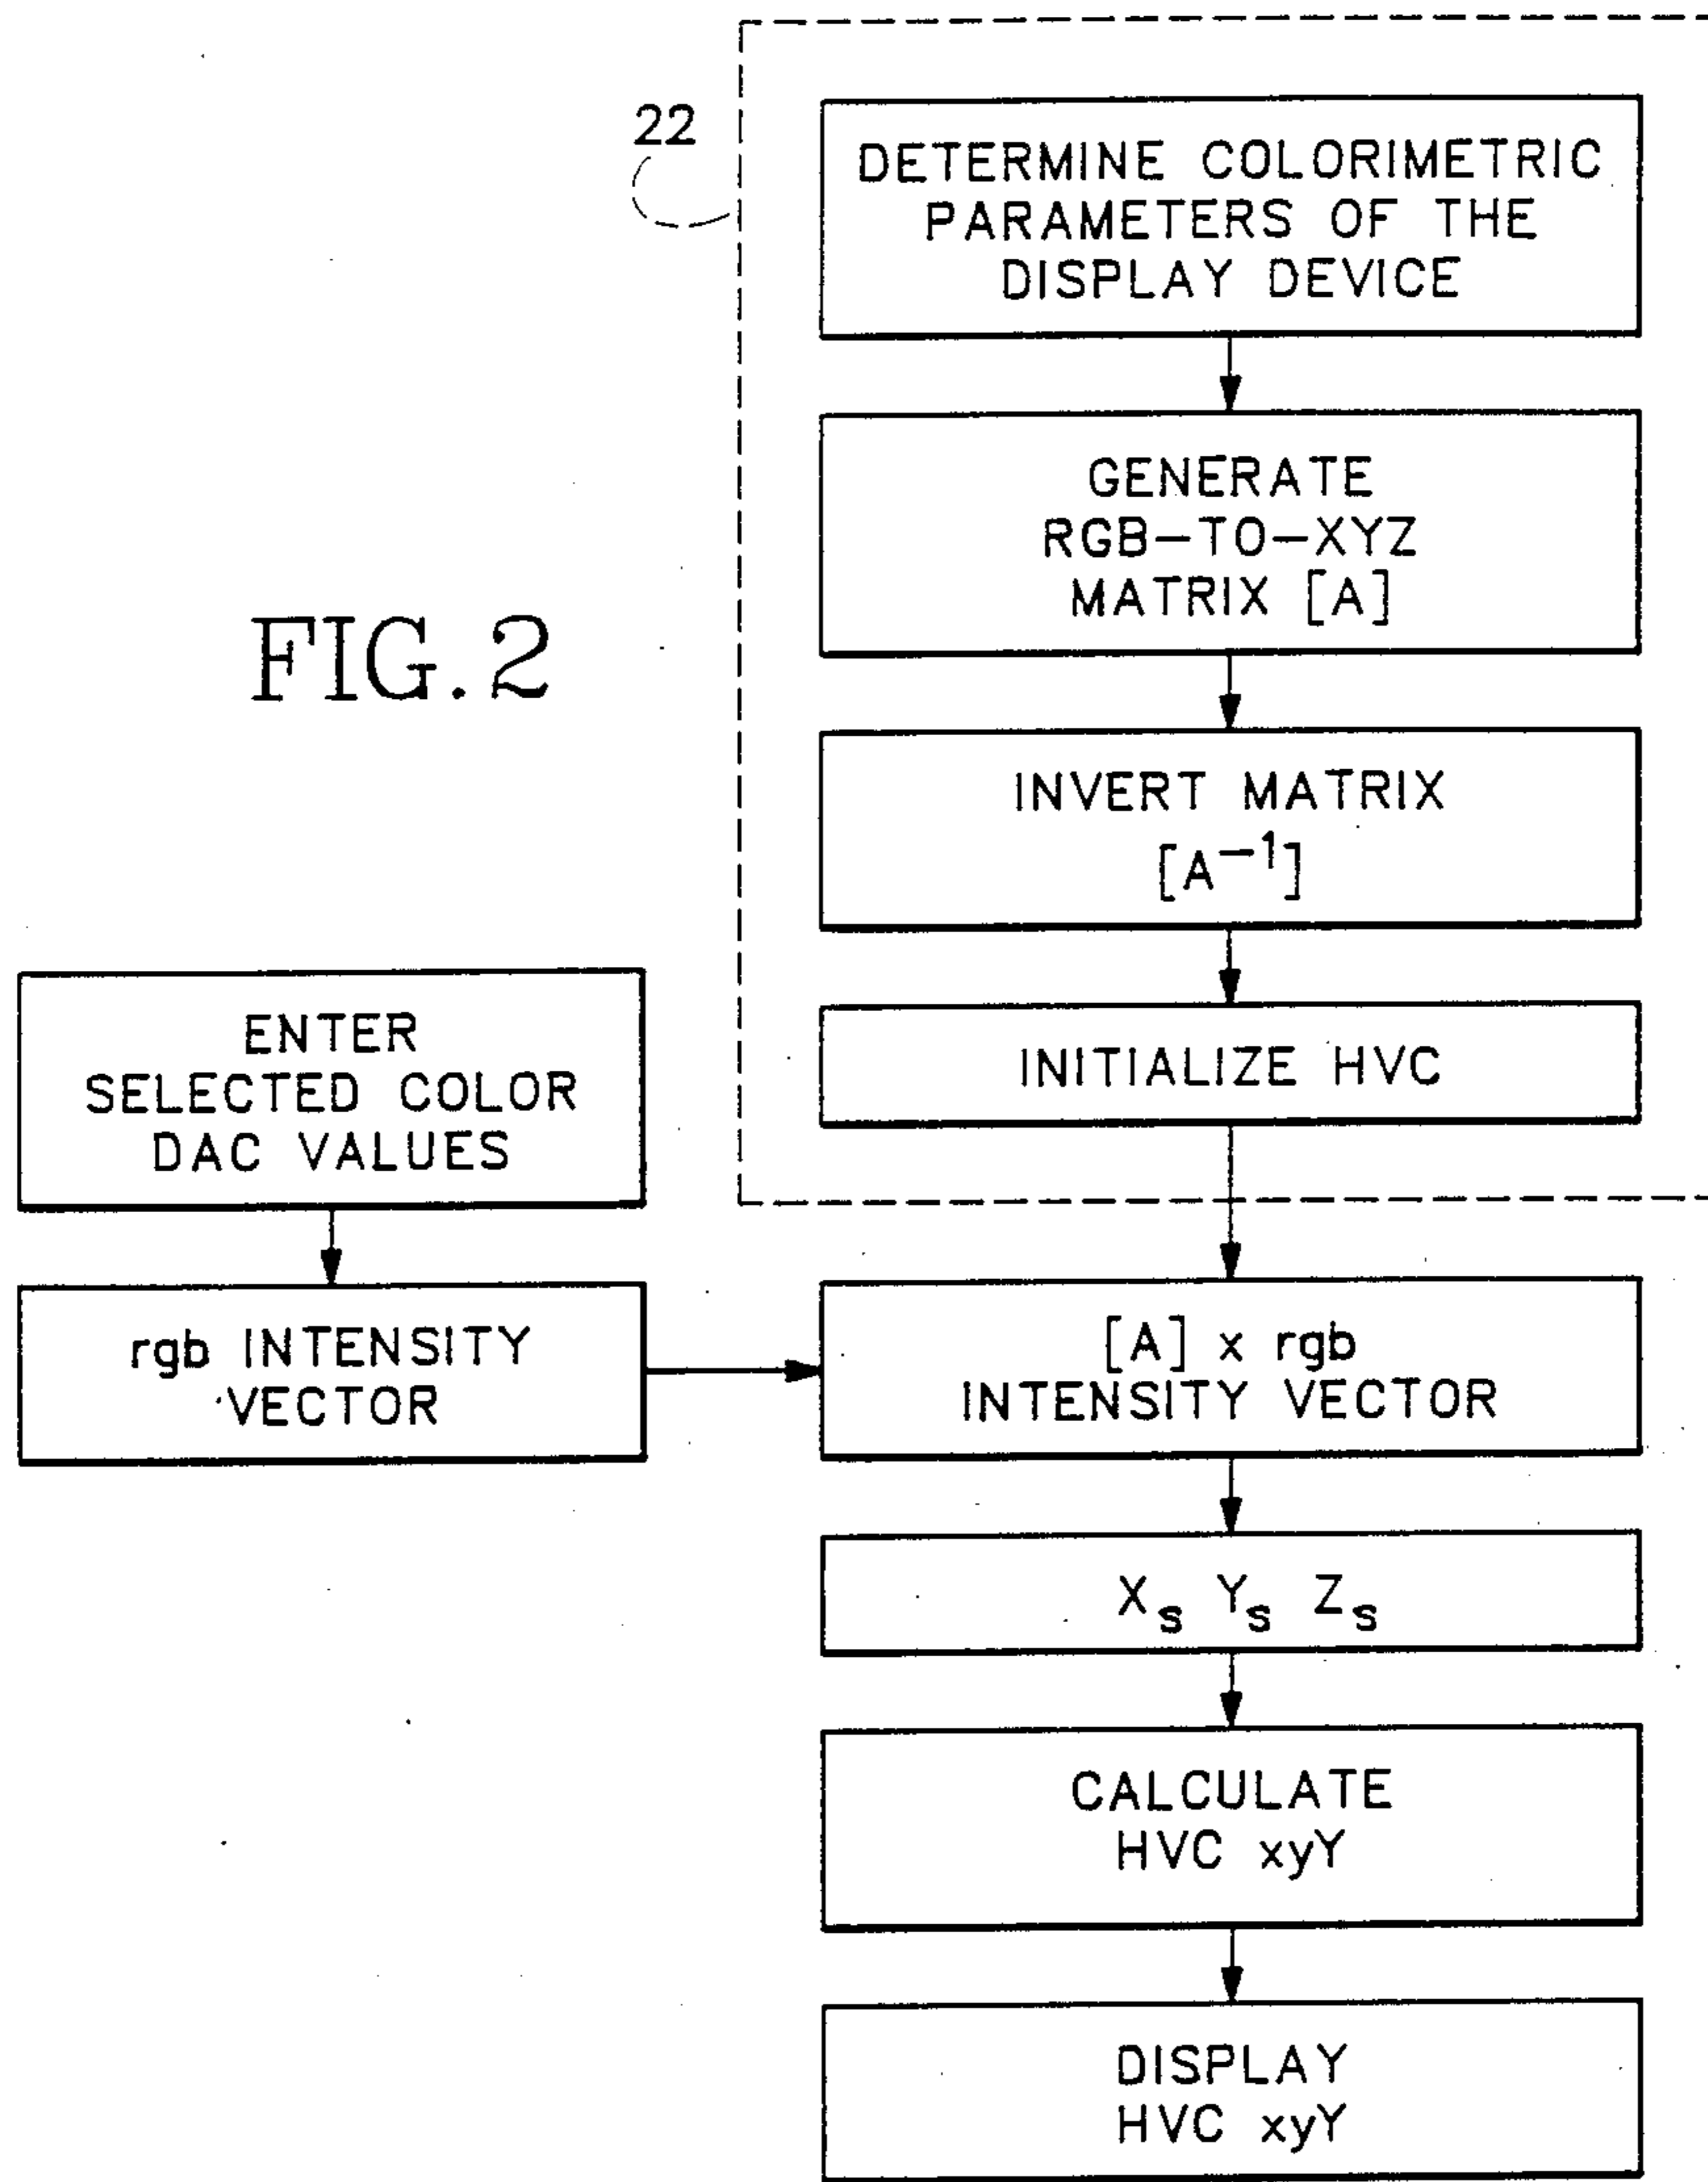 22
DETERMINE COLORIMETRIC
PARAMETERS OF THE
DISPLAY DEVICE
GENERATE
RGB-TO-XYZ
MATRIX [A]
FIG. 2
INVERT MATRIX
[A⁻¹]
INITIALIZE HVC
ENTER
SELECTED COLOR
DAC VALUES
rgb INTENSITY
VECTOR
[A] x rgb
INTENSITY VECTOR
Xₛ Yₛ Zₛ
CALCULATE
HVC xyY
DISPLAY
HVC xyY